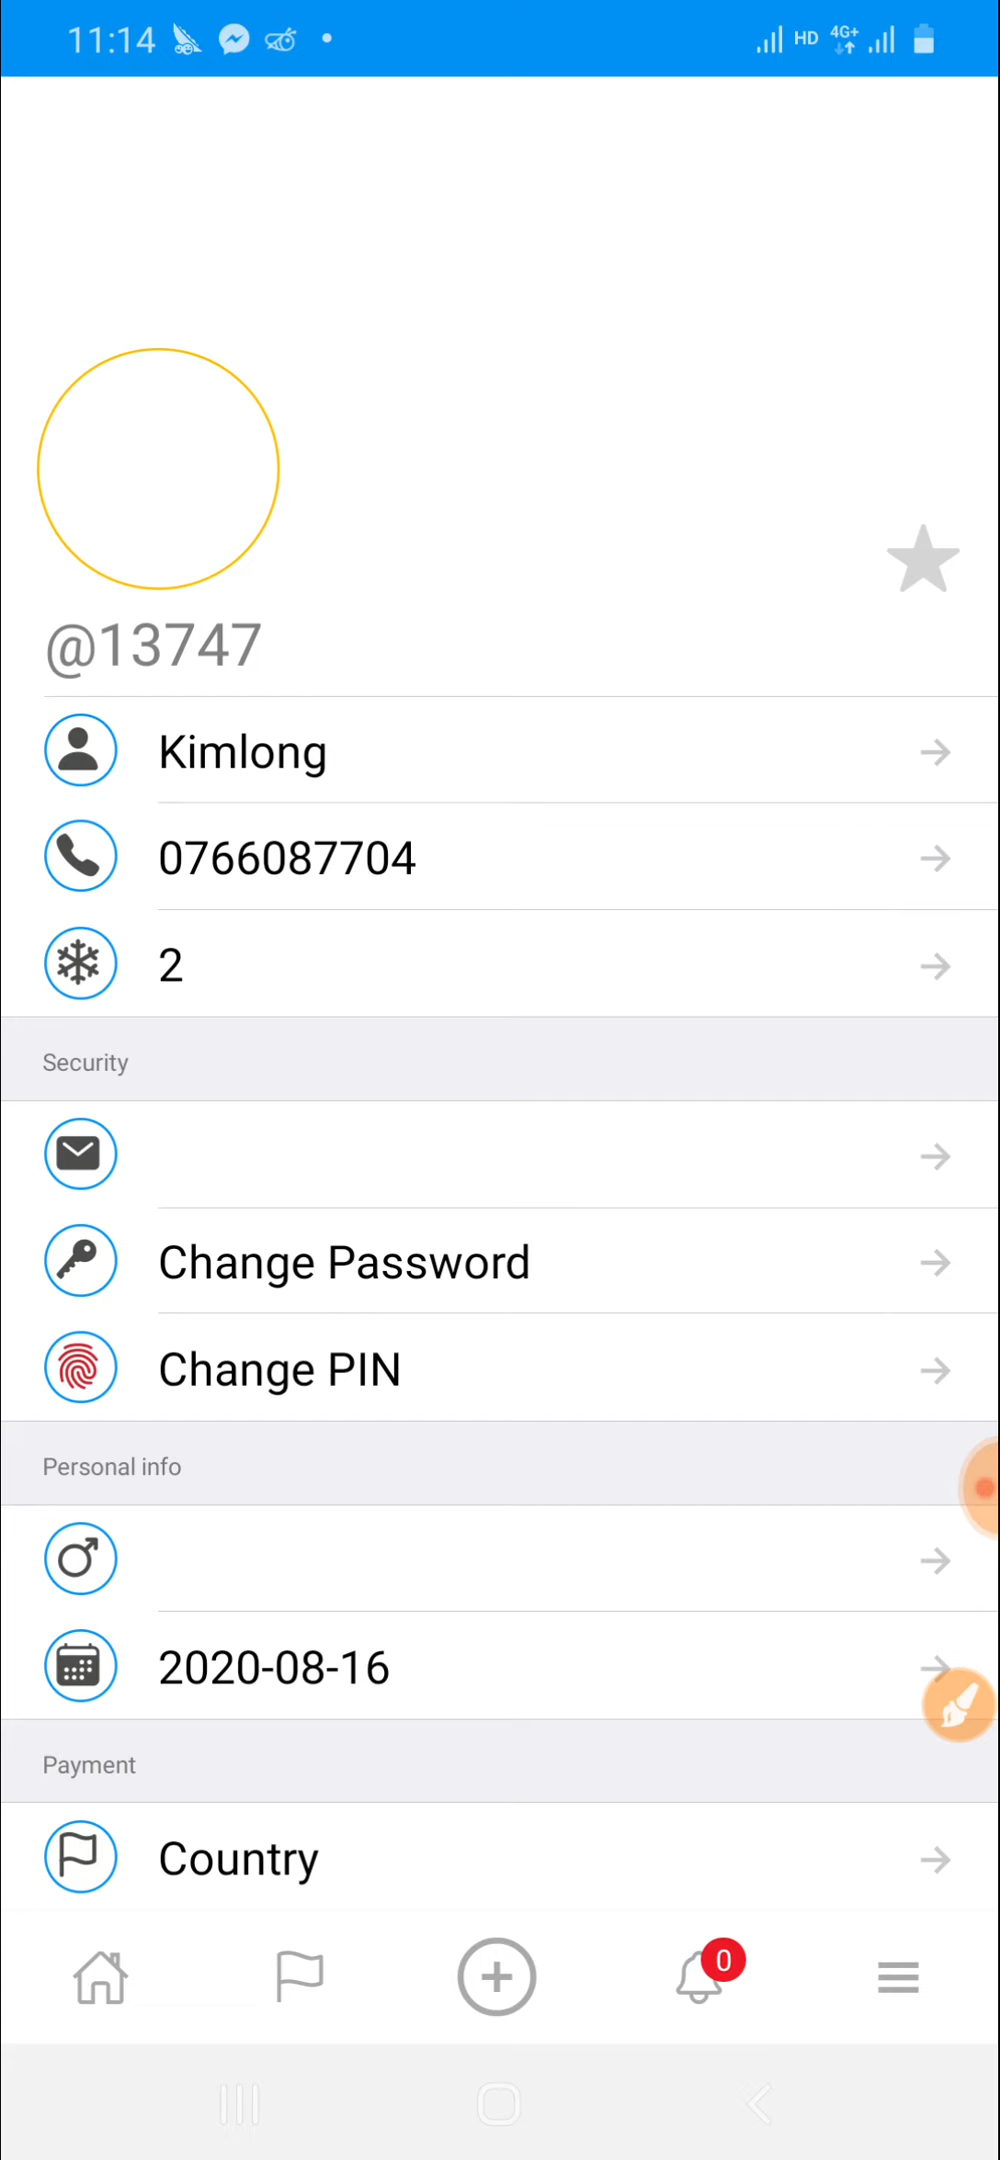 11:14
HD 4G+
@13747
Kimlong
0766087704
2
Security
Change Password
Change PIN
Personal info
2020-08-16
Payment
Country
0